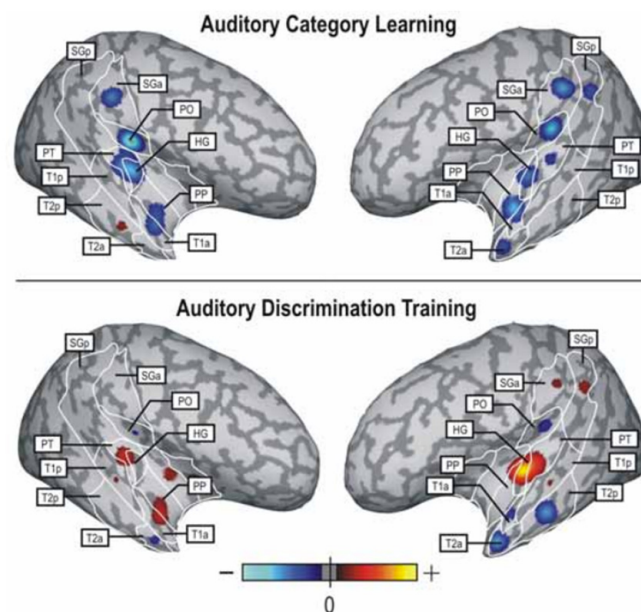 Auditory Category Learning
SGp
SGa
PO
HG
PT
T1p
T2p
PP
T2a
T1a
SGp
SGa
PO
HG
PT
PP
T1p
T1a
T2p
T2a
Auditory Discrimination Training
SGp
SGa
PO
PT
HG
T1p
T2p
PP
T2a
T1a
SGp
SGa
PO
HG
PT
PP
T1p
T1a
T2p
T2a
− +
0